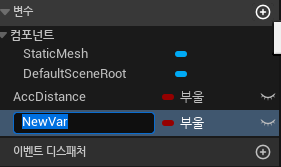 변수
컴포넌트
StaticMesh
DefaultSceneRoot
AccDistance 부울
NewVar 부울
이벤트 디스패처